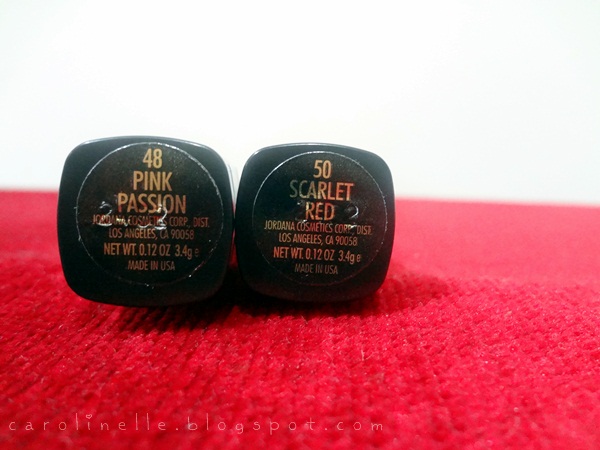 48
PINK
PASSION
JORDANA COSMETICS CORP., DIST.
LOS ANGELES, CA 90058
NET WT. 0.12 OZ 3.4g e
MADE IN USA
50
SCARLET
RED
JORDANA COSMETICS CORP., DIST.
LOS ANGELES, CA 90058
NET WT. 0.12 OZ 3.4g e
MADE IN USA
carolinelle.blogspot.com